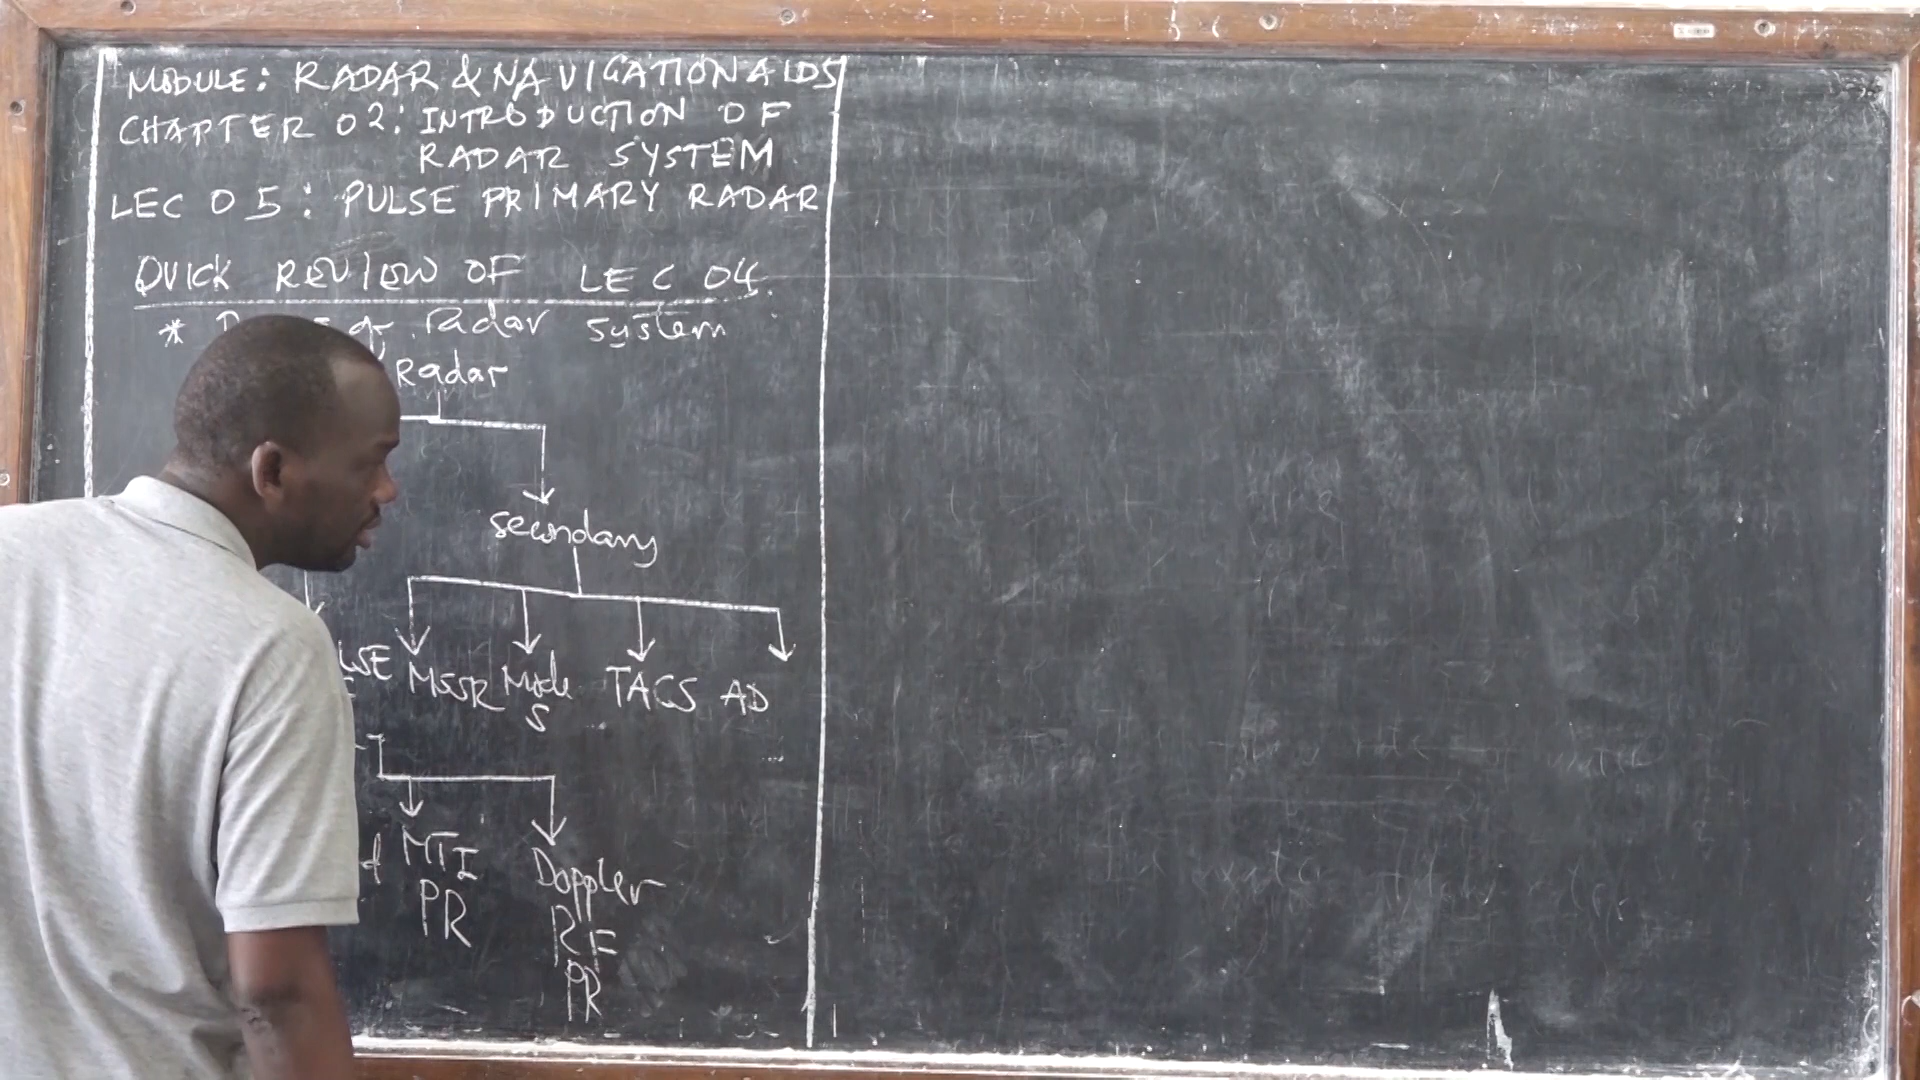 MODULE: RADAR & NAVIGATION AIDS
CHAPTER 02: INTRODUCTION OF
RADAR SYSTEM
LEC 05: PULSE PRIMARY RADAR
QUICK REVIEW OF LEC 04
* Radar System
Radar
secondary
MSSR Mode S TACS AD
MTI PR
Doppler RF PR